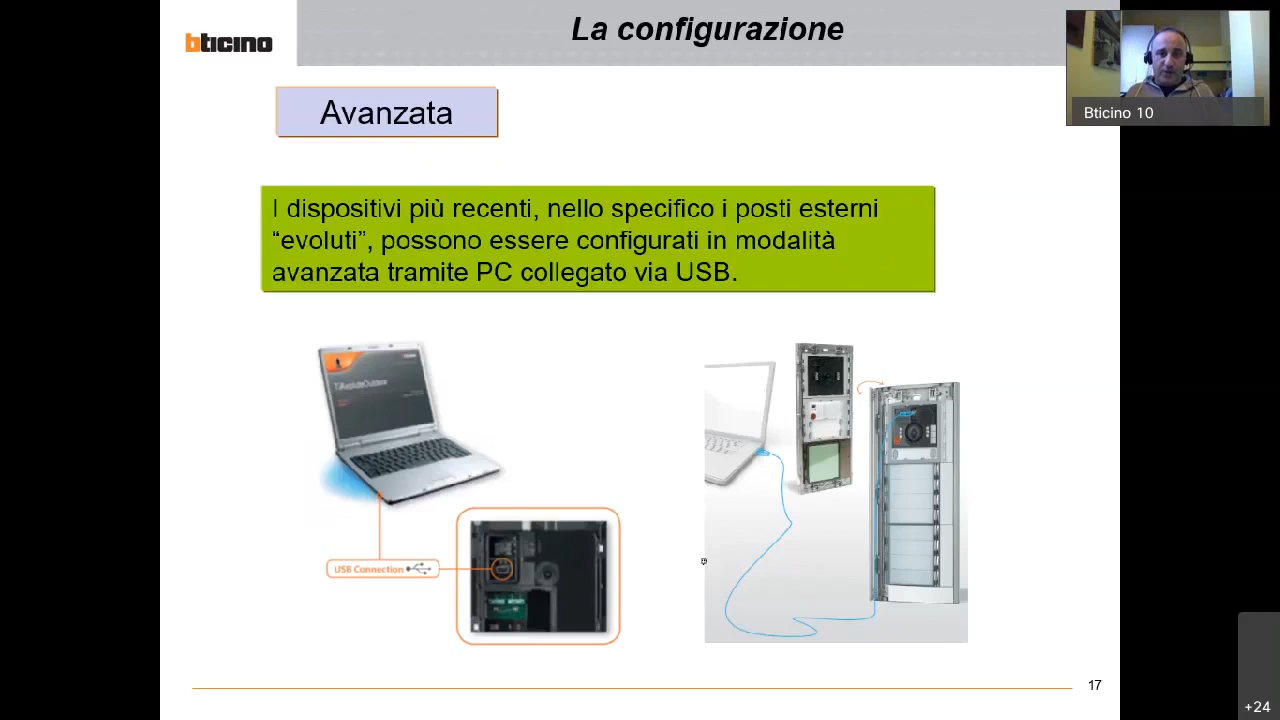 bticino
La configurazione
Bticino 10
Avanzata
I dispositivi più recenti, nello specifico i posti esterni
“evoluti”, possono essere configurati in modalità
avanzata tramite PC collegato via USB.
USB Connection
17
+24